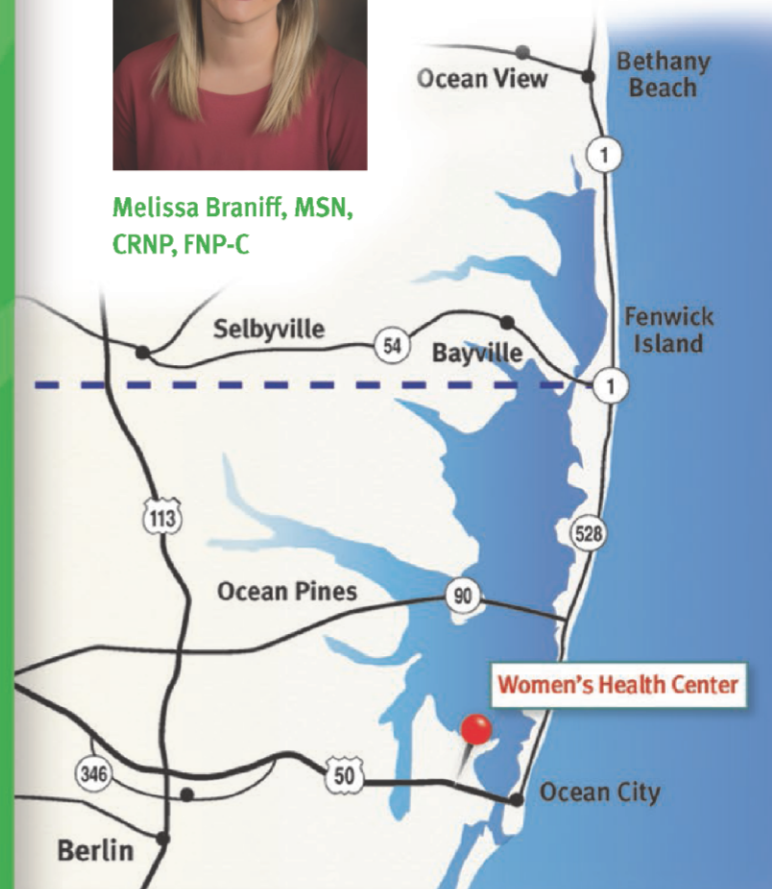 Bethany
Beach
Ocean View
1
Melissa Braniff, MSN,
CRNP, FNP-C
Selbyville
54
Bayville
Fenwick
Island
1
113
528
Ocean Pines
90
Women's Health Center
346
50
Ocean City
Berlin